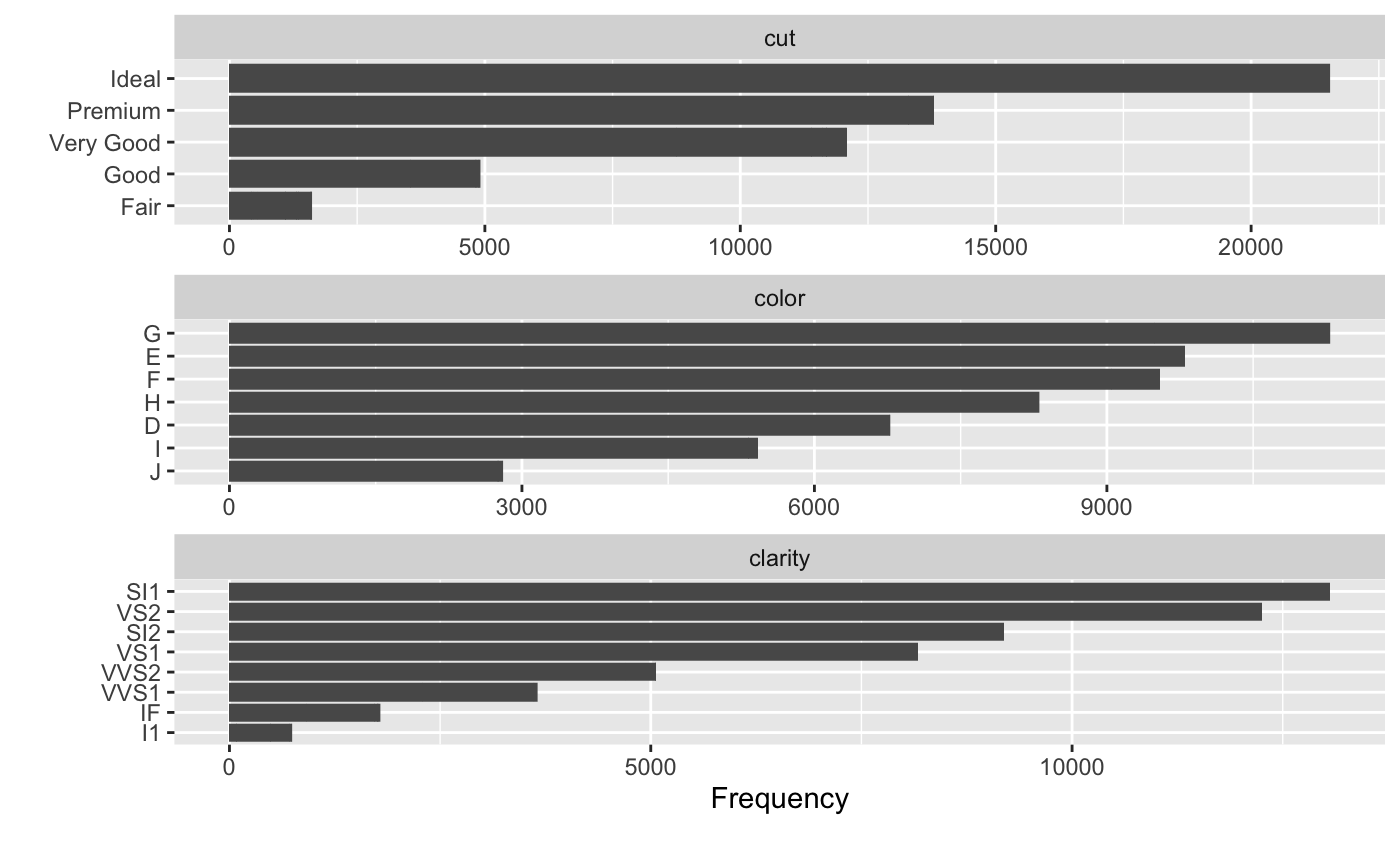 cut
Ideal
Premium
Very Good
Good
Fair
0 5000 10000 15000 20000
color
G
E
F
H
D
I
J
0 3000 6000 9000
clarity
SI1
VS2
SI2
VS1
VVS2
VVS1
IF
I1
0 5000 10000
Frequency